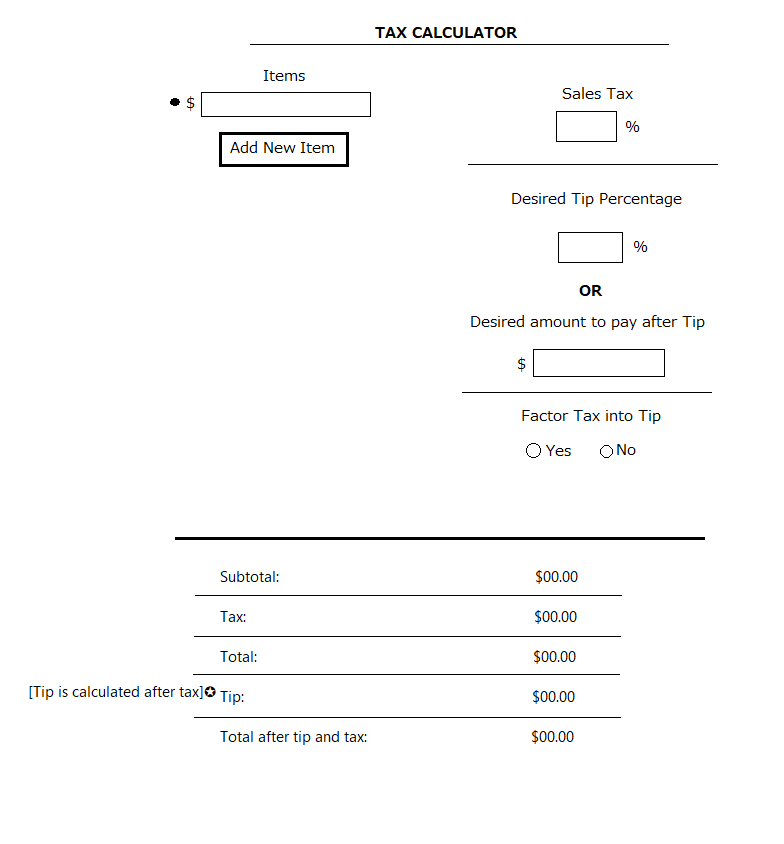 TAX CALCULATOR
Items
$
Add New Item
Sales Tax
%
Desired Tip Percentage
%
OR
Desired amount to pay after Tip
$
Factor Tax into Tip
Yes No
Subtotal: $00.00
Tax: $00.00
Total: $00.00
[Tip is calculated after tax]✪ Tip: $00.00
Total after tip and tax: $00.00